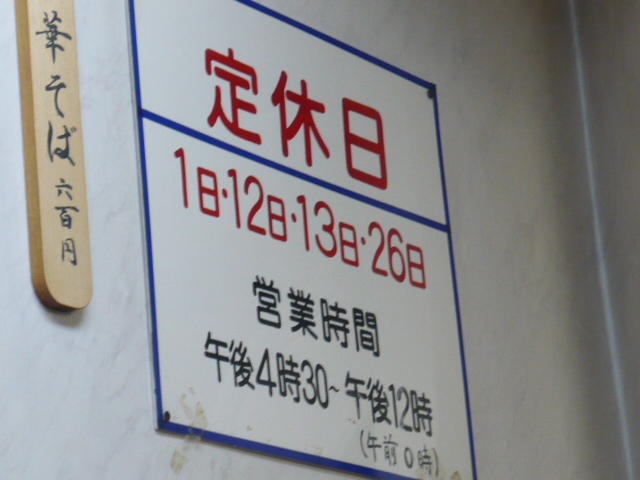 華そば 六百円
定休日
1日・12日・13日・26日
営業時間
午後4時30~午後12時
(午前0時)